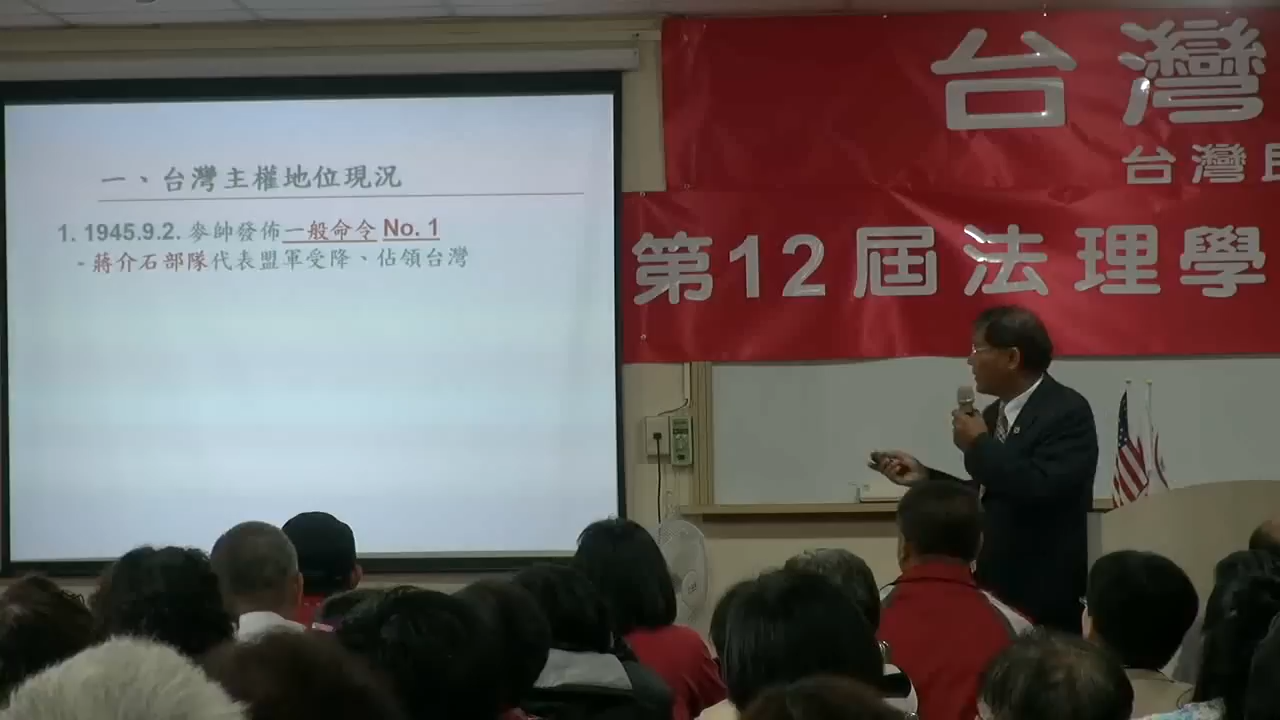 一、台灣主權地位現況
1. 1945.9.2. 麥帥發佈一般命令 No. 1
- 蔣介石部隊代表盟軍受降、佔領台灣
台灣
台灣民
第12屆法理學